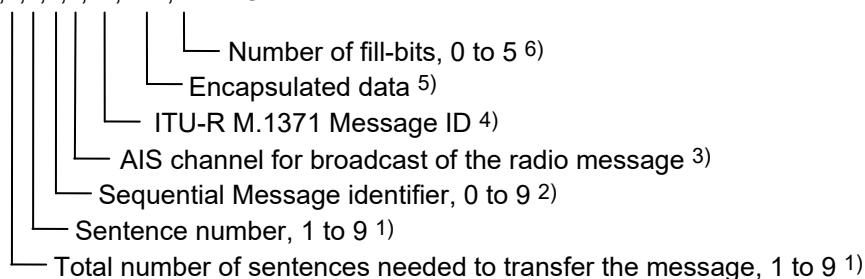 Number of fill-bits, 0 to 5 6)
Encapsulated data 5)
ITU-R M.1371 Message ID 4)
AIS channel for broadcast of the radio message 3)
Sequential Message identifier, 0 to 9 2)
Sentence number, 1 to 9 1)
Total number of sentences needed to transfer the message, 1 to 9 1)